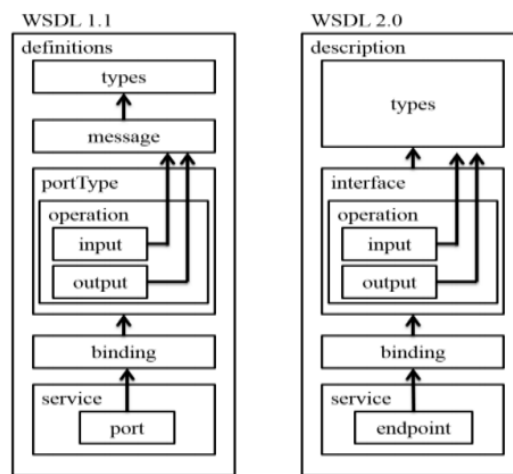 WSDL 1.1
definitions
types
message
portType
operation
input
output
binding
service
port
WSDL 2.0
description
types
interface
operation
input
output
binding
service
endpoint